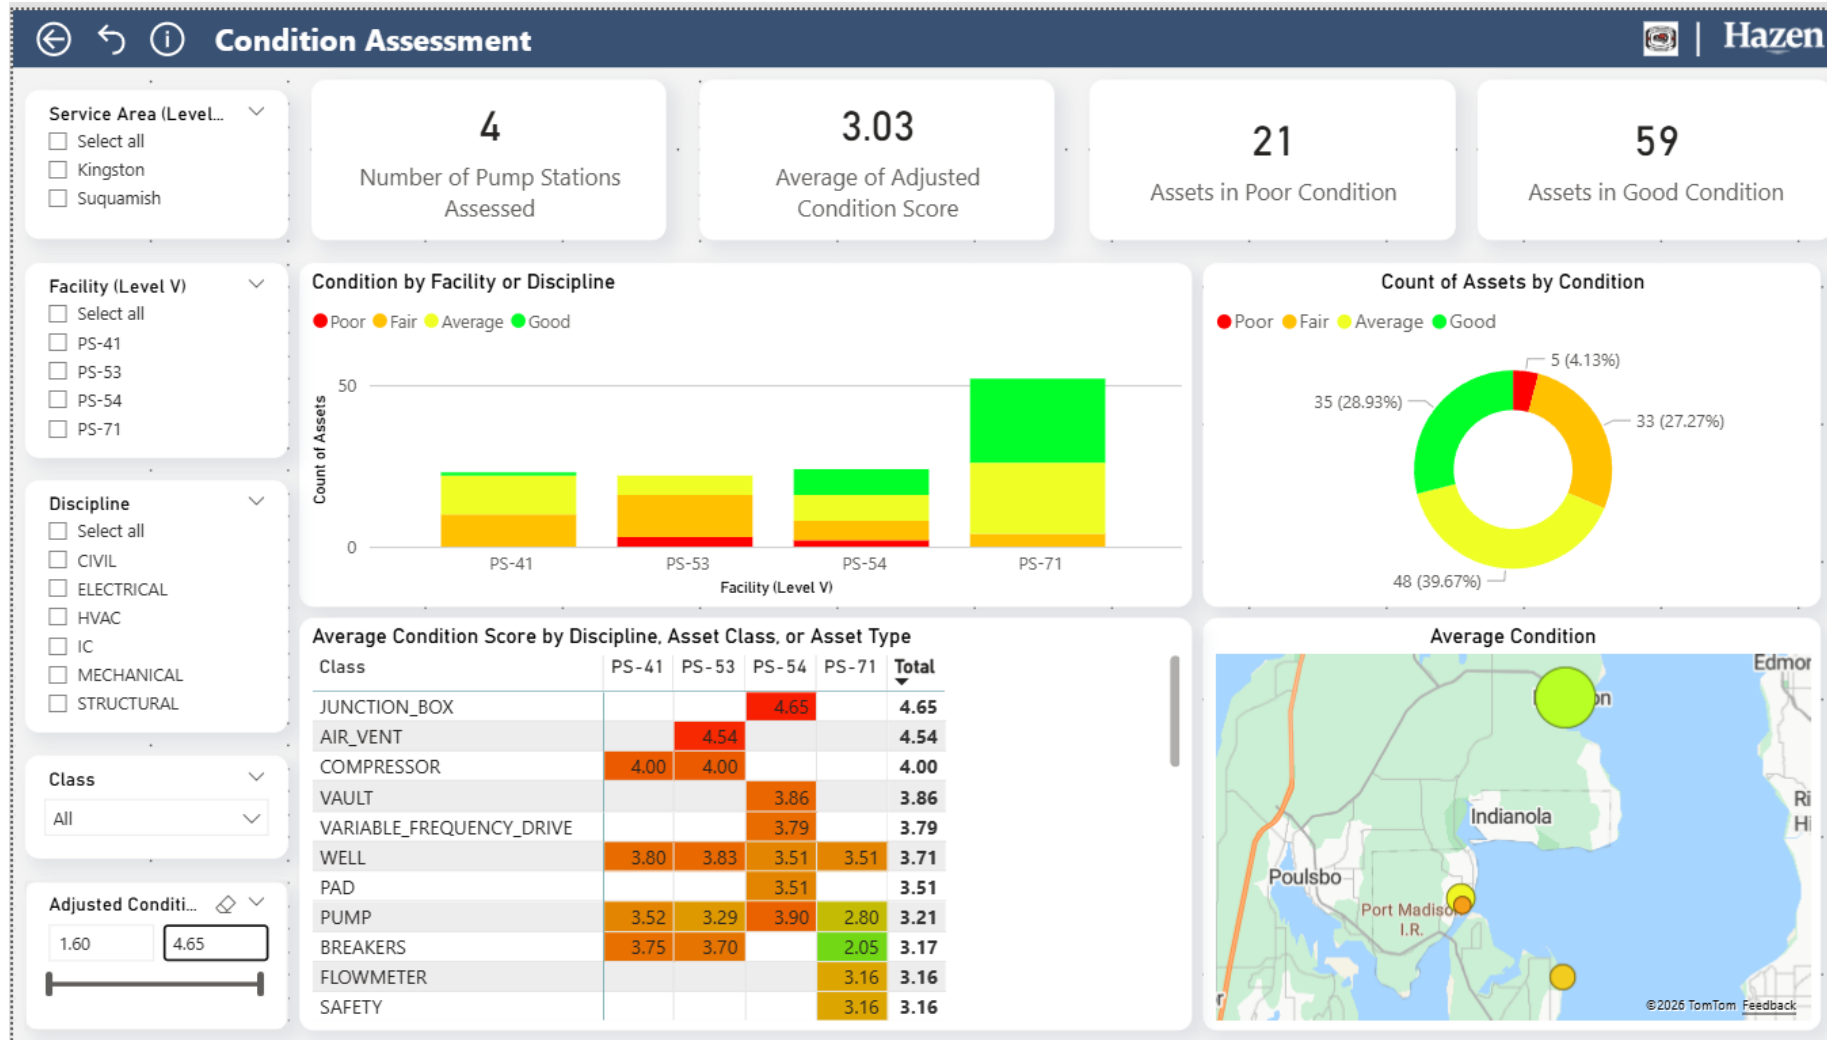 Condition Assessment
Hazen
Service Area (Level...
Select all
Kingston
Suquamish
4
Number of Pump Stations
Assessed
3.03
Average of Adjusted
Condition Score
21
Assets in Poor Condition
59
Assets in Good Condition
Facility (Level V)
Select all
PS-41
PS-53
PS-54
PS-71
Condition by Facility or Discipline
Poor Fair Average Good
Count of Assets
50
0
PS-41 PS-53 PS-54 PS-71
Facility (Level V)
Count of Assets by Condition
Poor Fair Average Good
5 (4.13%)
35 (28.93%)
33 (27.27%)
48 (39.67%)
Discipline
Select all
CIVIL
ELECTRICAL
HVAC
IC
MECHANICAL
STRUCTURAL
Class
All
Adjusted Conditi...
1.60 4.65
Average Condition Score by Discipline, Asset Class, or Asset Type
Class PS-41 PS-53 PS-54 PS-71 Total
JUNCTION_BOX 4.65 4.65
AIR_VENT 4.54 4.54
COMPRESSOR 4.00 4.00 4.00
VAULT 3.86 3.86
VARIABLE_FREQUENCY_DRIVE 3.79 3.79
WELL 3.80 3.83 3.51 3.51 3.71
PAD 3.51 3.51
PUMP 3.52 3.29 3.90 2.80 3.21
BREAKERS 3.75 3.70 2.05 3.17
FLOWMETER 3.16 3.16
SAFETY 3.16 3.16
Average Condition
Edmor
Indianola
Poulsbo
Port Madison
I.R.
©2026 TomTom Feedback